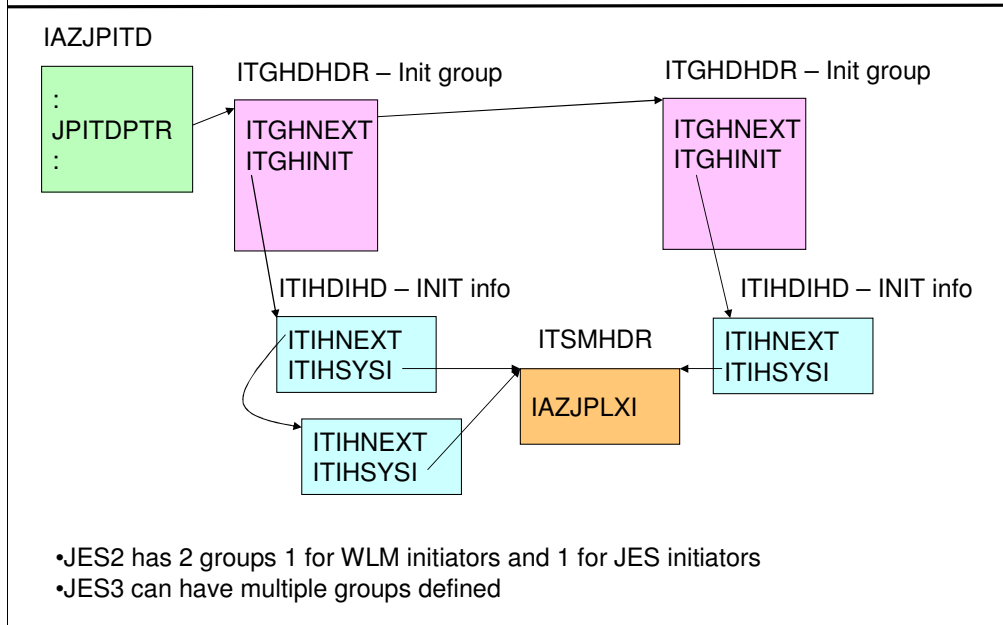 IAZJPITD
:
JPITDPTR
:
ITGHDHDR – Init group
ITGHNEXT
ITGHINIT
ITGHDHDR – Init group
ITGHNEXT
ITGHINIT
ITIHDIHD – INIT info
ITIHNEXT
ITIHSYSI
ITIHNEXT
ITIHSYSI
ITSMHDR
IAZJPLXI
ITIHDIHD – INIT info
ITIHNEXT
ITIHSYSI
•JES2 has 2 groups 1 for WLM initiators and 1 for JES initiators
•JES3 can have multiple groups defined